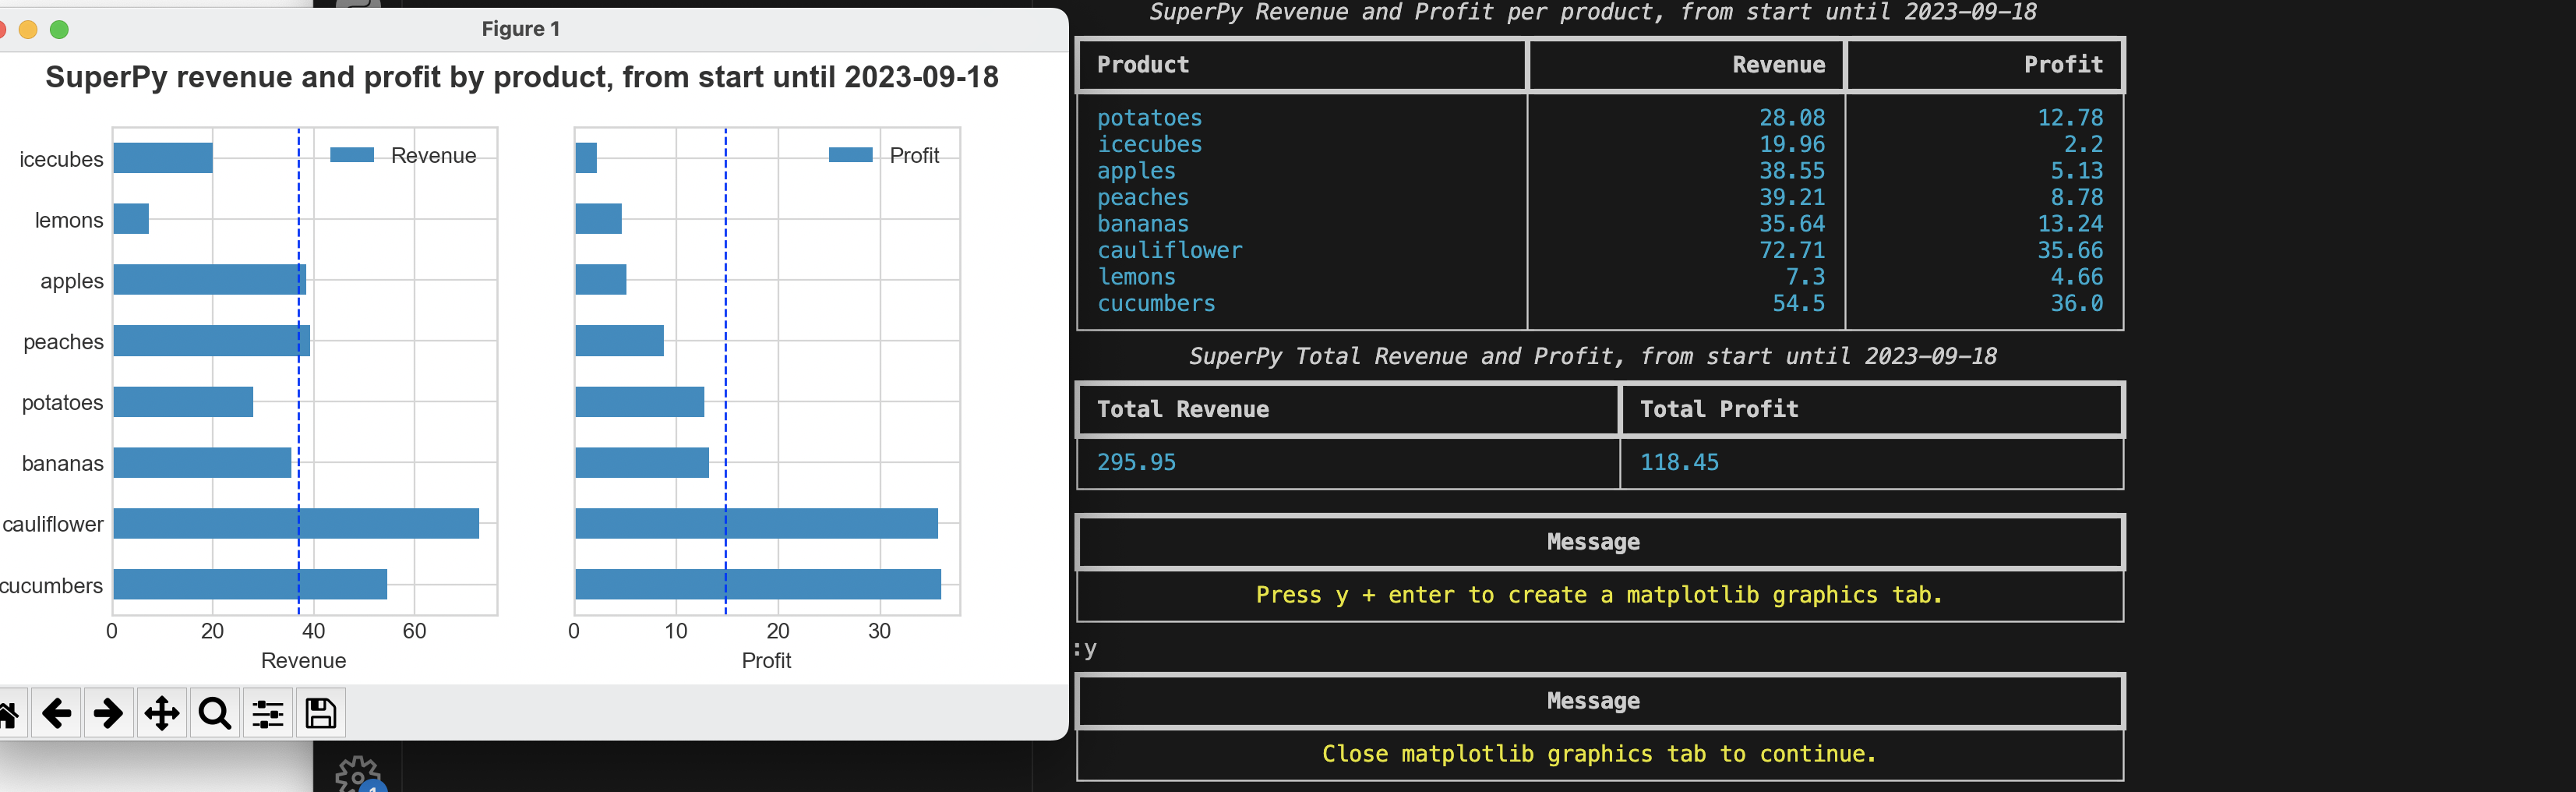 Figure 1
SuperPy revenue and profit by product, from start until 2023-09-18
Revenue
Profit
icecubes
lemons
apples
peaches
potatoes
bananas
cauliflower
cucumbers
0 20 40 60
0 10 20 30
Revenue
Profit
SuperPy Revenue and Profit per product, from start until 2023-09-18
Product Revenue Profit
potatoes 28.08 12.78
icecubes 19.96 2.2
apples 38.55 5.13
peaches 39.21 8.78
bananas 35.64 13.24
cauliflower 72.71 35.66
lemons 7.3 4.66
cucumbers 54.5 36.0
SuperPy Total Revenue and Profit, from start until 2023-09-18
Total Revenue Total Profit
295.95 118.45
Message
Press y + enter to create a matplotlib graphics tab.
:y
Message
Close matplotlib graphics tab to continue.
1